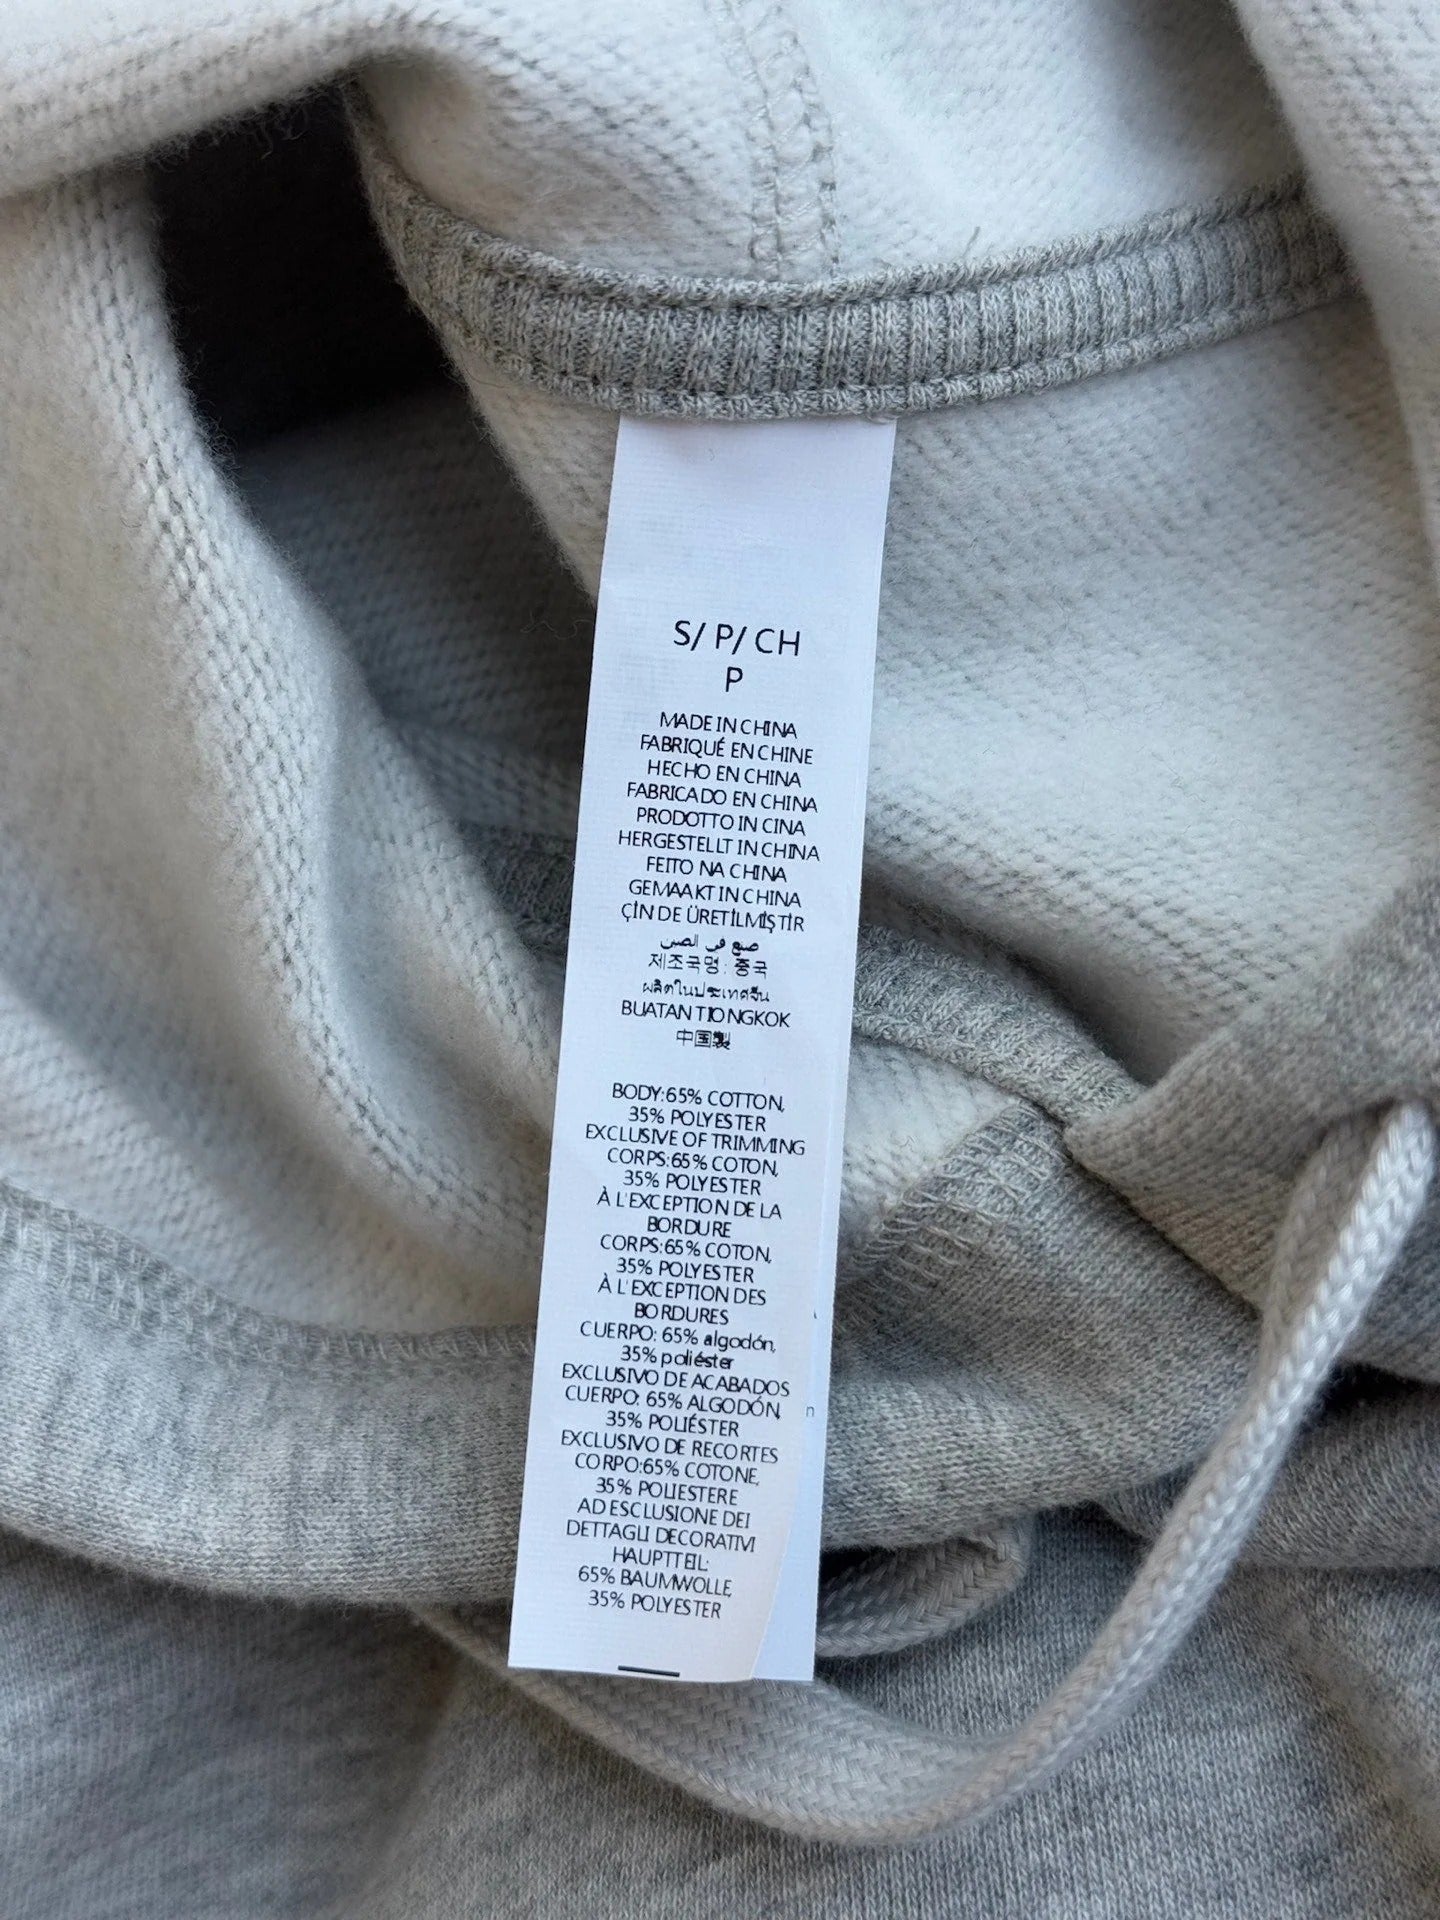 S/ P/ CH
P
MADE IN CHINA
FABRIQUÉ EN CHINE
HECHO EN CHINA
FABRICADO EN CHINA
PRODOTTO IN CINA
HERGESTELLT IN CHINA
FEITO NA CHINA
GEMAAKT IN CHINA
ÇİN DE ÜRETİLMİŞTİR
صنع في الصين
제조국명 : 중국
ผลิตในประเทศจีน
BUATAN TIONGKOK
中国製
BODY:65% COTTON,
35% POLYESTER
EXCLUSIVE OF TRIMMING
CORPS:65% COTON,
35% POLYESTER
À L'EXCEPTION DE LA
BORDURE
CORPS:65% COTON,
35% POLYESTER
À L'EXCEPTION DES
BORDURES
CUERPO: 65% algodón,
35% poliéster
EXCLUSIVO DE ACABADOS
CUERPO: 65% ALGODÓN,
35% POLIÉSTER
EXCLUSIVO DE RECORTES
CORPO:65% COTONE,
35% POLIESTERE
AD ESCLUSIONE DEI
DETTAGLI DECORATIVI
HAUPTTEIL:
65% BAUMWOLLE,
35% POLYESTER